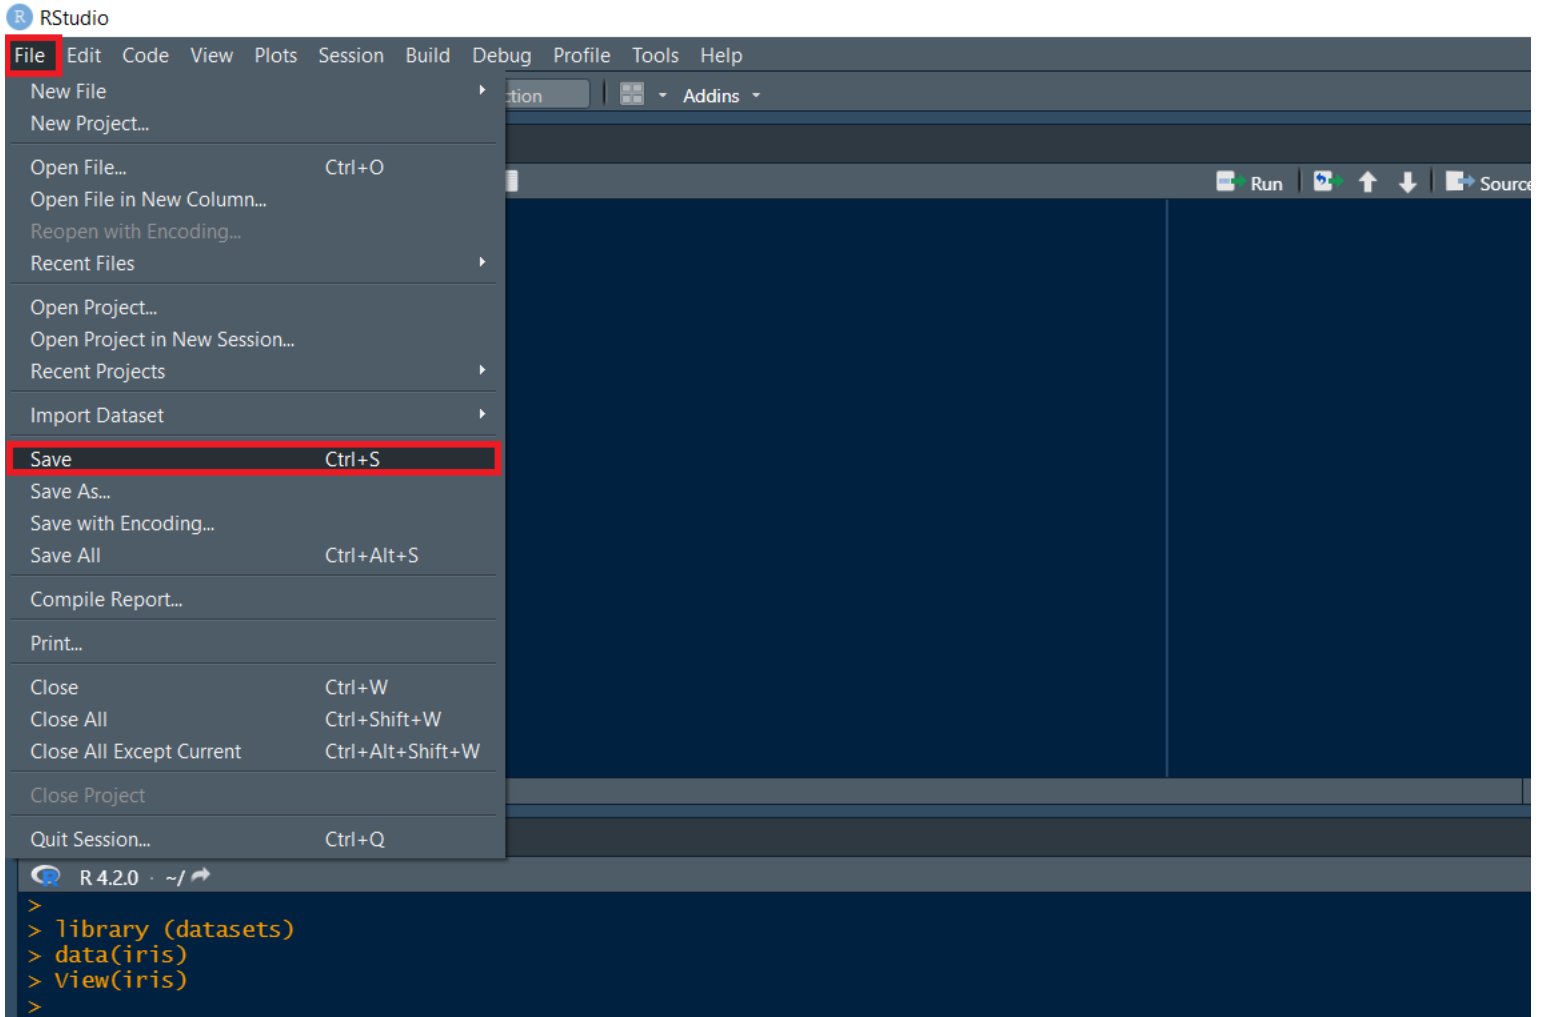 RStudio
File Edit Code View Plots Session Build Debug Profile Tools Help
New File
Addins
New Project...
Open File... Ctrl+O
Run Source
Open File in New Column...
Reopen with Encoding...
Recent Files
Open Project...
Open Project in New Session...
Recent Projects
Import Dataset
Save Ctrl+S
Save As...
Save with Encoding...
Save All Ctrl+Alt+S
Compile Report...
Print...
Close Ctrl+W
Close All Ctrl+Shift+W
Close All Except Current Ctrl+Alt+Shift+W
Close Project
Quit Session... Ctrl+Q
R 4.2.0 · ~/
>
> library (datasets)
> data(iris)
> View(iris)
>